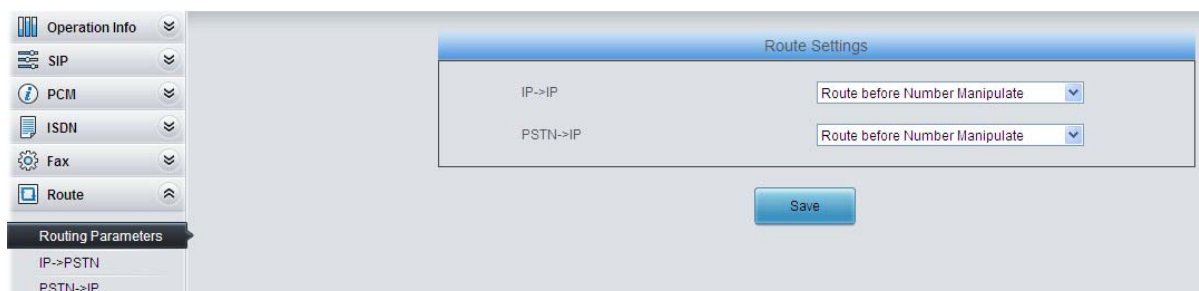 Operation Info
SIP
PCM
ISDN
Fax
Route
Routing Parameters
IP->PSTN
PSTN->IP
Route Settings
IP->IP Route before Number Manipulate
PSTN->IP Route before Number Manipulate
Save